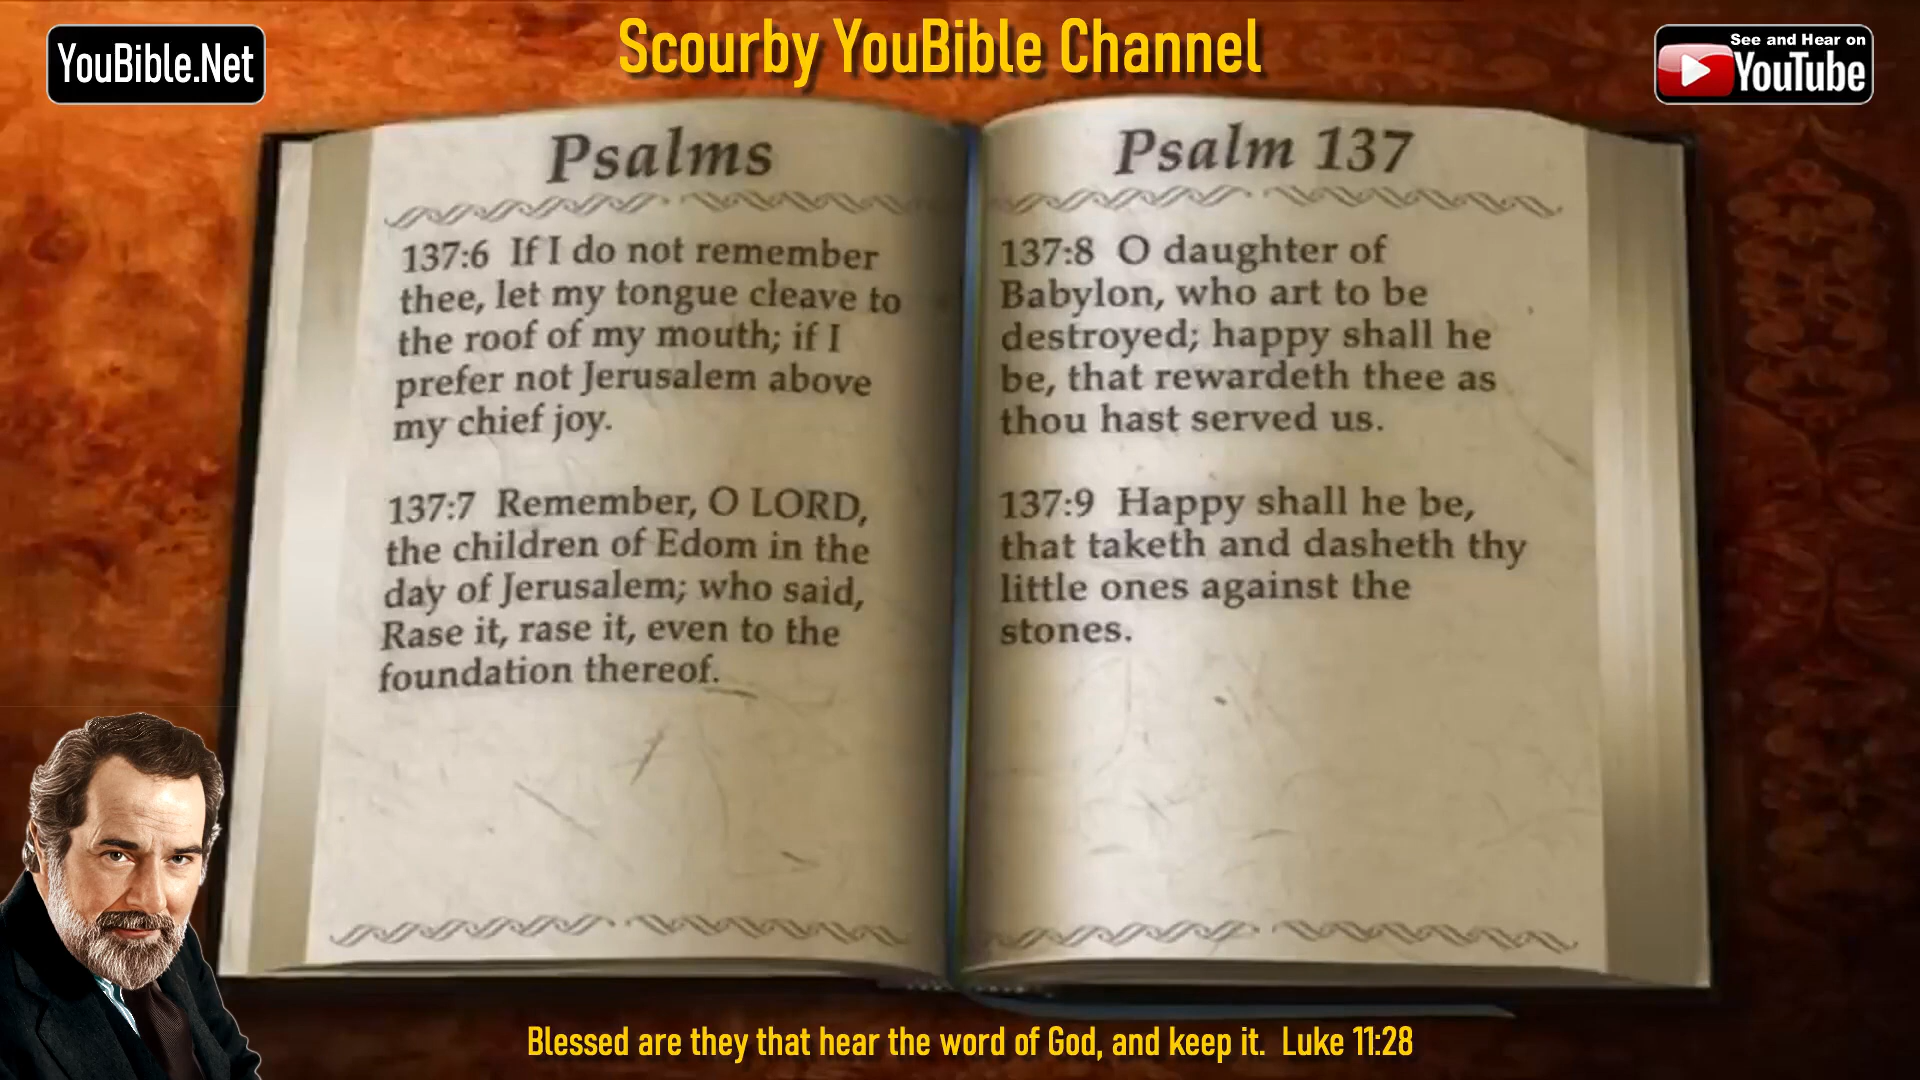 YouBible.Net
Scourby YouBible Channel
See and Hear on
YouTube
Psalms
137:6 If I do not remember
thee, let my tongue cleave to
the roof of my mouth; if I
prefer not Jerusalem above
my chief joy.
137:7 Remember, O LORD,
the children of Edom in the
day of Jerusalem; who said,
Rase it, rase it, even to the
foundation thereof.
Psalm 137
137:8 O daughter of
Babylon, who art to be
destroyed; happy shall he
be, that rewardeth thee as
thou hast served us.
137:9 Happy shall he be,
that taketh and dasheth thy
little ones against the
stones.
Blessed are they that hear the word of God, and keep it. Luke 11:28